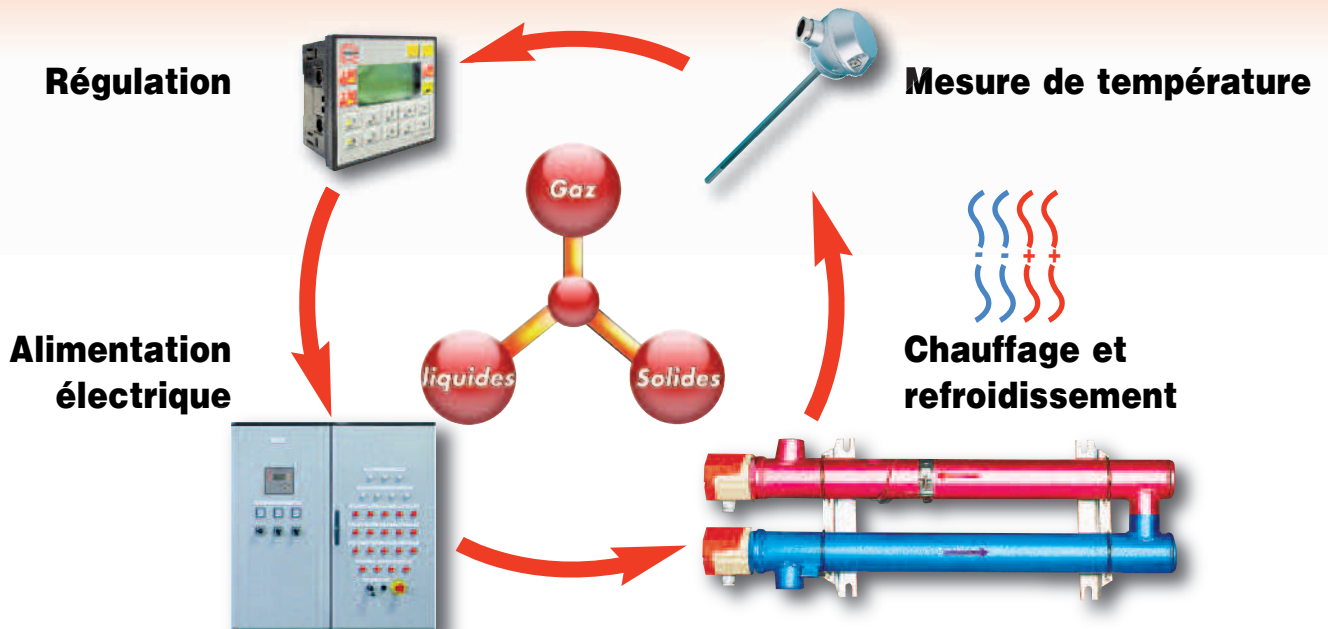 Régulation
Mesure de température
Gaz
liquides
Solides
Alimentation
électrique
Chauffage et
refroidissement